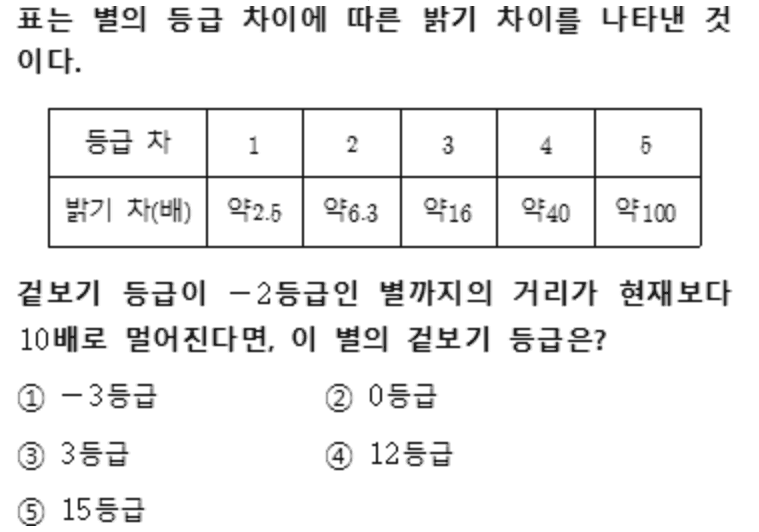 표는 별의 등급 차이에 따른 밝기 차이를 나타낸 것
이다.
등급 차 1 2 3 4 5
밝기 차(배) 약2.5 약6.3 약16 약40 약100
겉보기 등급이 －2등급인 별까지의 거리가 현재보다
10배로 멀어진다면, 이 별의 겉보기 등급은?
① －3등급 ② 0등급
③ 3등급 ④ 12등급
⑤ 15등급